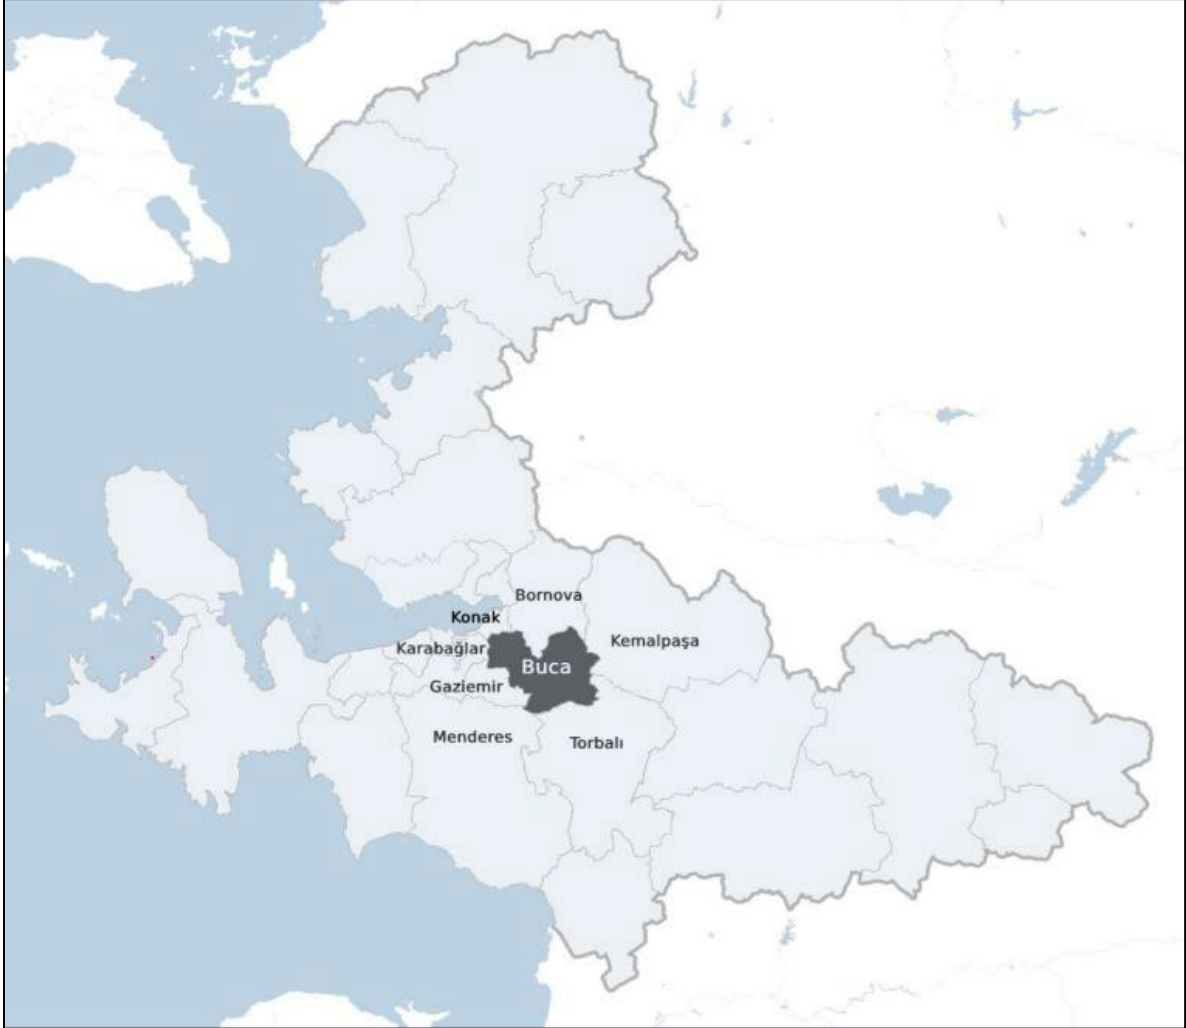 Bornova
Konak
Kemalpaşa
Karabağlar
Buca
Gaziemir
Menderes
Torbalı